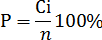 P = Ci/n 100%